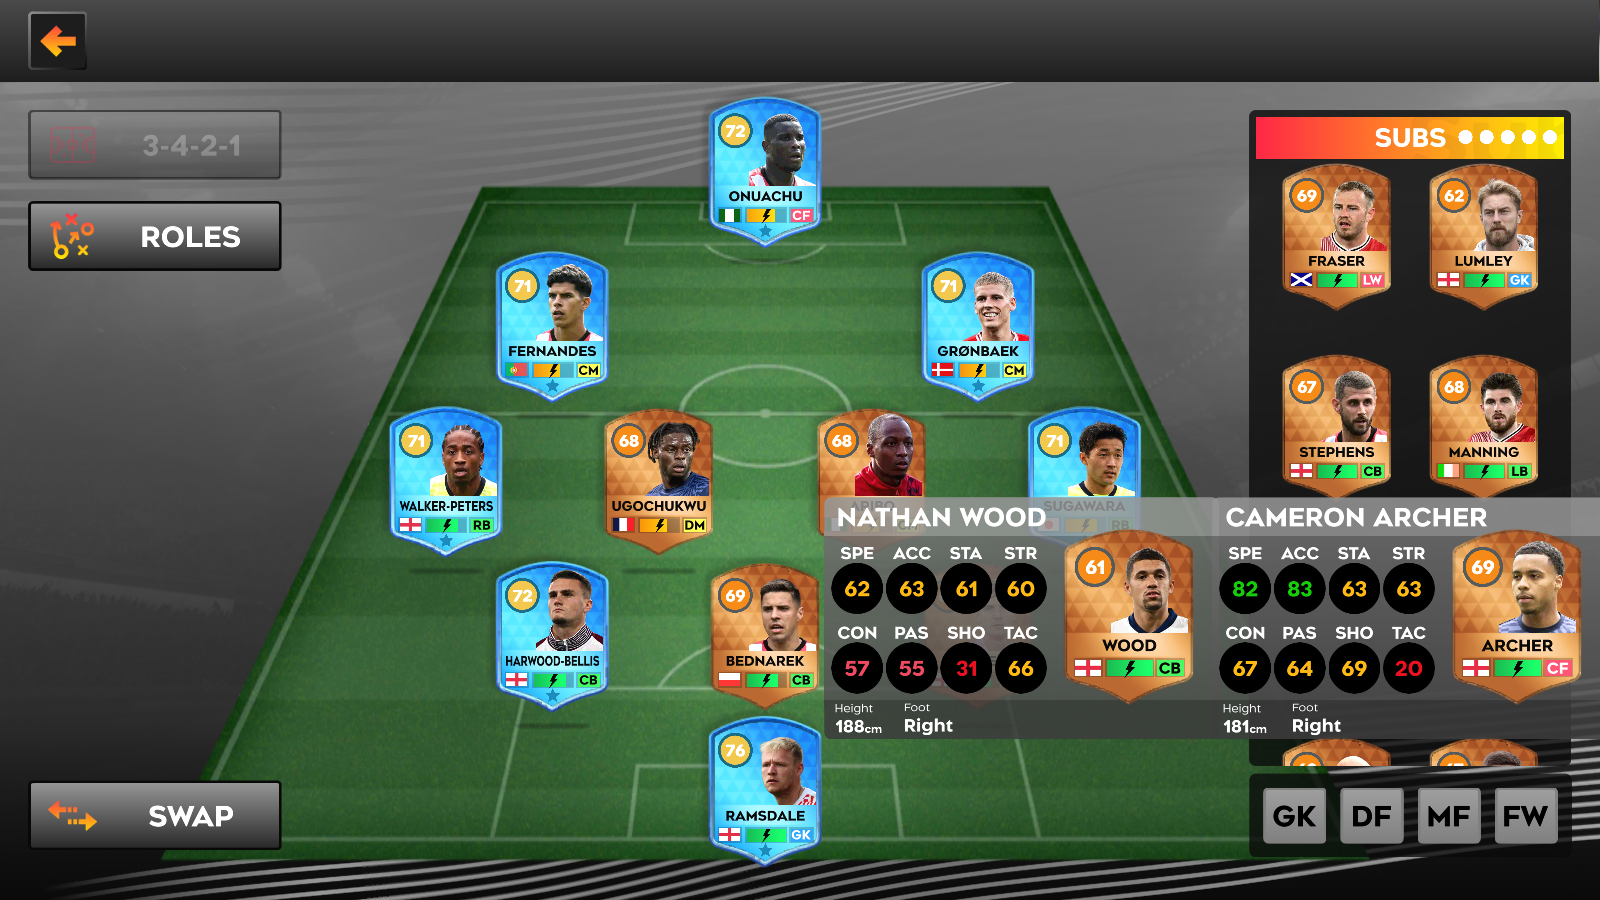 3-4-2-1
ROLES
72
ONUACHU
CF
71
FERNANDES
CM
71
GRØNBAEK
CM
71
WALKER-PETERS
RB
68
UGOCHUKWU
DM
68
ARIBO
71
SUGAWARA
RB
72
HARWOOD-BELLIS
CB
69
BEDNAREK
CB
76
RAMSDALE
GK
SUBS
69
FRASER
LW
62
LUMLEY
GK
67
STEPHENS
CB
68
MANNING
LB
NATHAN WOOD
SPE ACC STA STR
62 63 61 60
CON PAS SHO TAC
57 55 31 66
Height Foot
188cm Right
61
WOOD
CB
CAMERON ARCHER
SPE ACC STA STR
82 83 63 63
CON PAS SHO TAC
67 64 69 20
Height Foot
181cm Right
69
ARCHER
CF
SWAP
GK DF MF FW